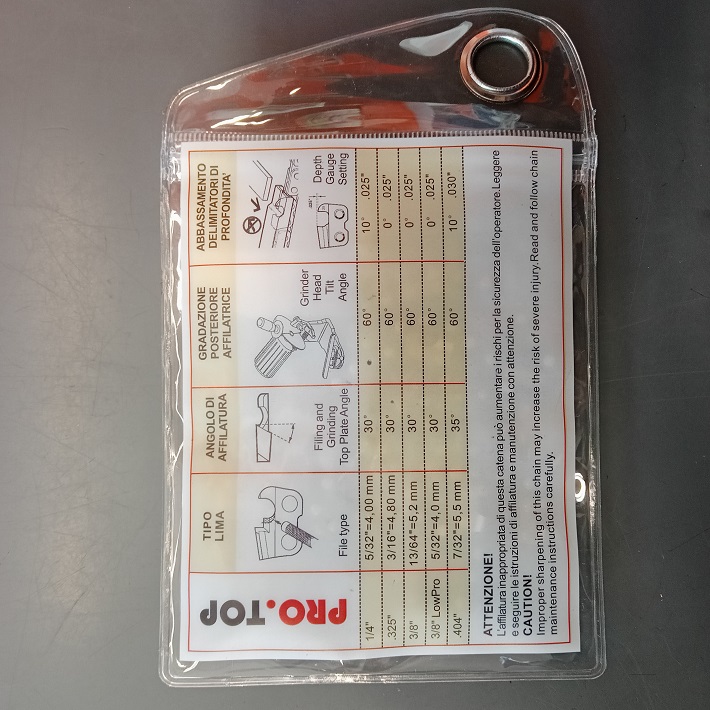 PRO.TOP
TIPO
LIMA
ANGOLO DI
AFFILATURA
GRADAZIONE
POSTERIORE
AFFILATRICE
ABBASSAMENTO
DELIMITATORI DI
PROFONDITA'
File type
Filing and
Grinding
Top Plate Angle
Grinder
Head
Tilt
Angle
Depth
Gauge
Setting
1/4" 5/32"=4,00 mm 30° 60° 10° .025"
.325" 3/16"=4,80 mm 30° 60° 0° .025"
3/8" 13/64"=5,2 mm 30° 60° 0° .025"
3/8" LowPro 5/32"=4,0 mm 30° 60° 0° .025"
.404" 7/32"=5,5 mm 35° 60° 10° .030"
ATTENZIONE!
L'affilatura inappropriata di questa catena può aumentare i rischi per la sicurezza dell'operatore.Leggere
e seguire le istruzioni di affilatura e manutenzione con attenzione.
CAUTION!
Improper sharpening of this chain may increase the risk of severe injury.Read and follow chain
maintenance instructions carefully.